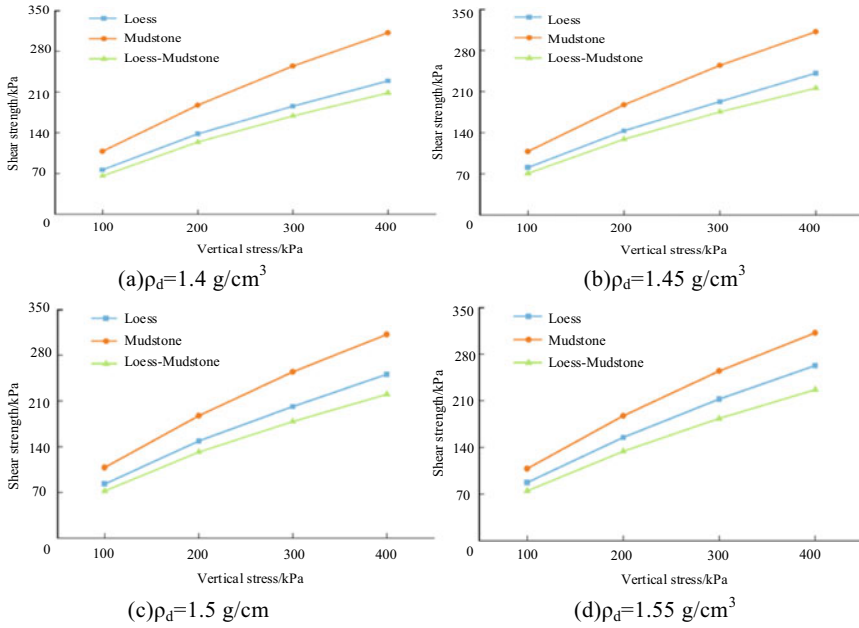 350
280
210
140
70
0
Shear strength/kPa
Loess
Mudstone
Loess-Mudstone
100 200 300 400
Vertical stress/kPa
(a)ρd=1.4 g/cm3
350
280
210
140
70
0
Shear strength/kPa
Loess
Mudstone
Loess-Mudstone
100 200 300 400
Vertical stress/kPa
(b)ρd=1.45 g/cm3
350
280
210
140
70
0
Shear strength/kPa
Loess
Mudstone
Loess-Mudstone
100 200 300 400
Vertical stress/kPa
(c)ρd=1.5 g/cm
350
280
210
140
70
0
Shear strength/kPa
Loess
Mudstone
Loess-Mudstone
100 200 300 400
Vertical stress/kPa
(d)ρd=1.55 g/cm3